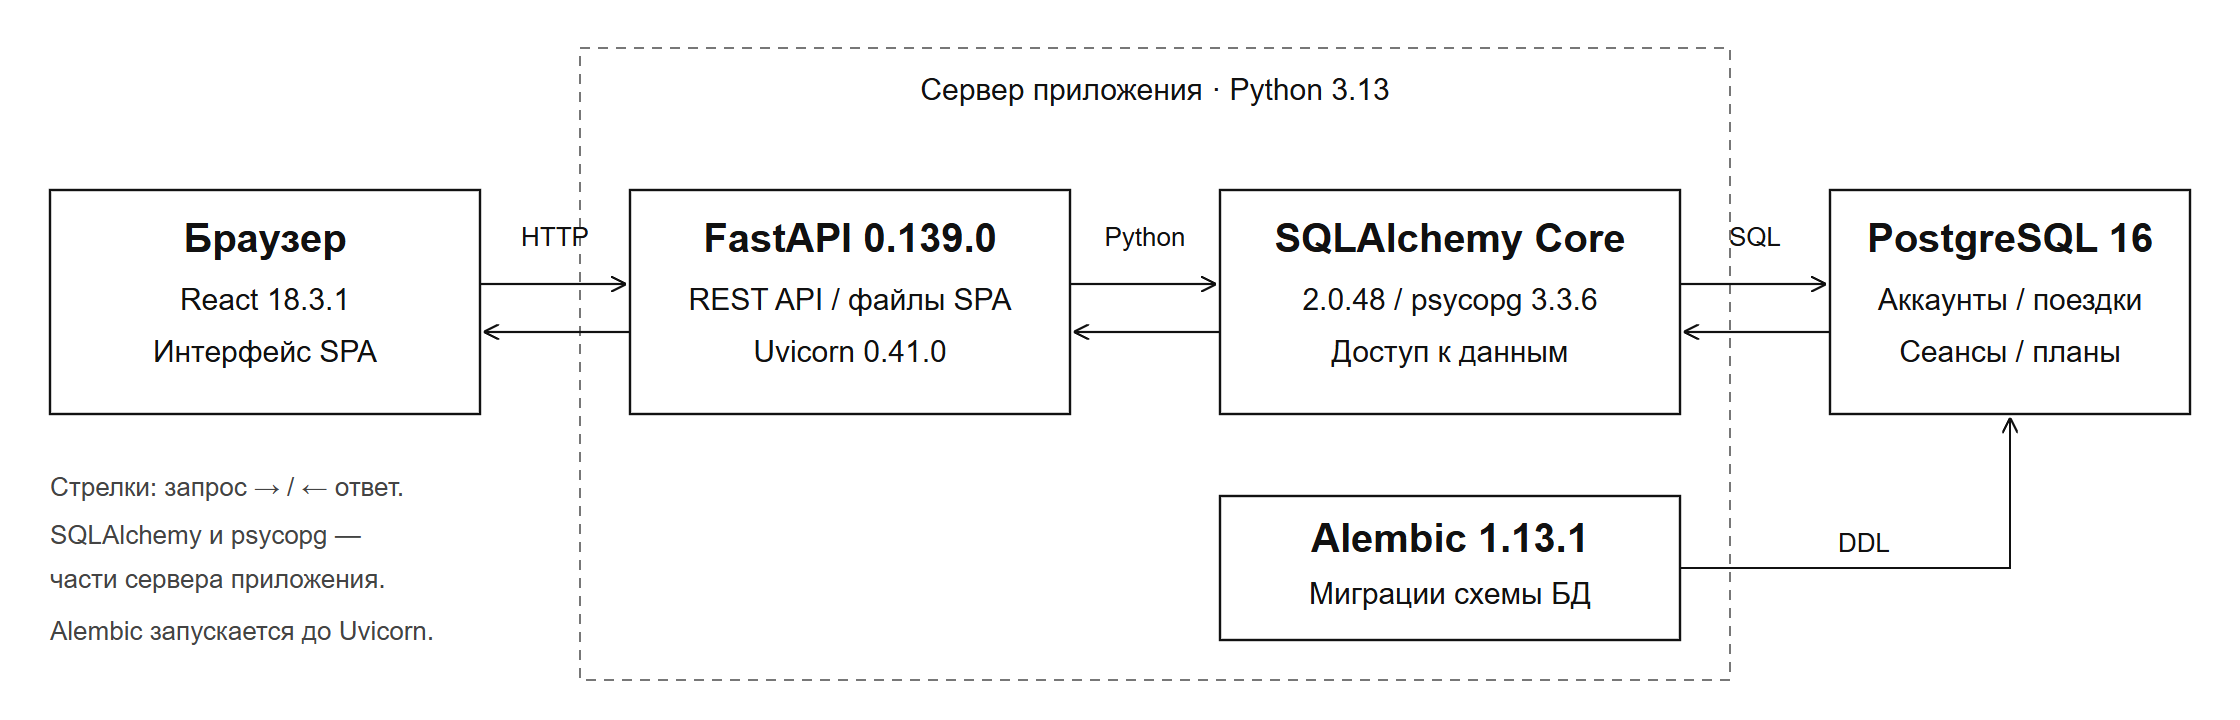 Сервер приложения · Python 3.13
Браузер
React 18.3.1
Интерфейс SPA
HTTP
FastAPI 0.139.0
REST API / файлы SPA
Uvicorn 0.41.0
Python
SQLAlchemy Core
2.0.48 / psycopg 3.3.6
Доступ к данным
SQL
PostgreSQL 16
Аккаунты / поездки
Сеансы / планы
Стрелки: запрос → / ← ответ.
SQLAlchemy и psycopg —
части сервера приложения.
Alembic запускается до Uvicorn.
Alembic 1.13.1
Миграции схемы БД
DDL